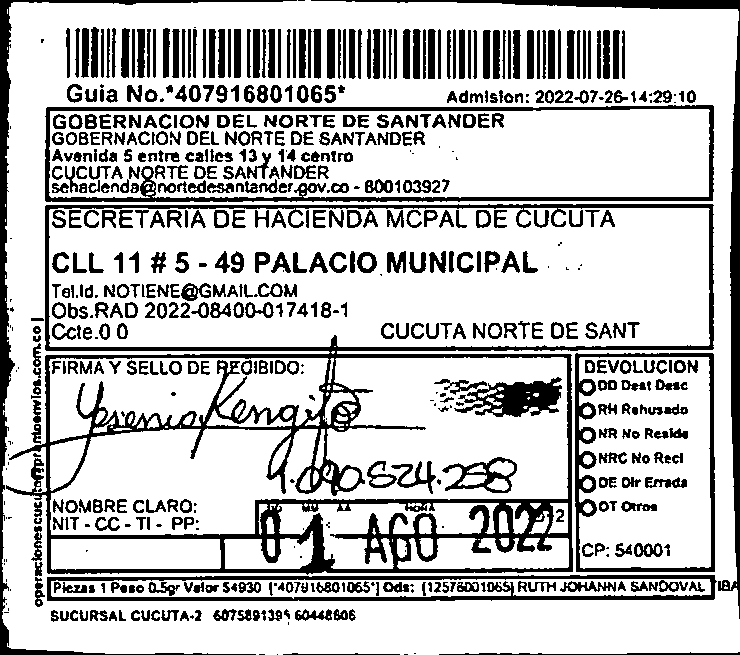 Guia No.*407916801065*
Admision: 2022-07-26-14:29:10
GOBERNACION DEL NORTE DE SANTANDER
GOBERNACION DEL NORTE DE SANTANDER
Avenida 5 entre calles 13 y 14 centro
CUCUTA NORTE DE SANTANDER
sehacienda@nortedesantander.gov.co - 800103927
SECRETARIA DE HACIENDA MCPAL DE CUCUTA
CLL 11 # 5 - 49 PALACIO MUNICIPAL
Tel.Id. NOTIENE@GMAIL.COM
Obs.RAD 2022-08400-017418-1
Ccte.0 0
CUCUTA NORTE DE SANT
FIRMA Y SELLO DE RECIBIDO:
Yesenia Rengifo
1.090.524.258
NOMBRE CLARO:
NIT - CC - TI - PP:
DD MM AA HORA
01 AGO 2022
DEVOLUCION
DD Dest Desc
RH Rehusado
NR No Reside
NRC No Recl
DE Dir Errada
OT Otros
CP: 540001
Piezas 1 Peso 0.5gr Valor $4930 [*407916801065*] Ods: [12576001065] RUTH JOHANNA SANDOVAL TIBA
SUCURSAL CUCUTA-2 6075891395 60448606